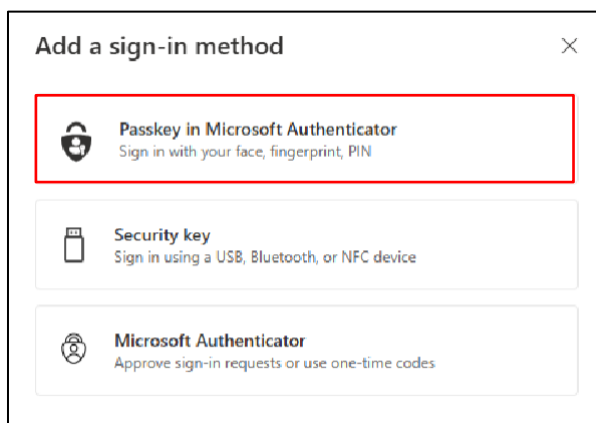 Add a sign-in method
Passkey in Microsoft Authenticator
Sign in with your face, fingerprint, PIN
Security key
Sign in using a USB, Bluetooth, or NFC device
Microsoft Authenticator
Approve sign-in requests or use one-time codes